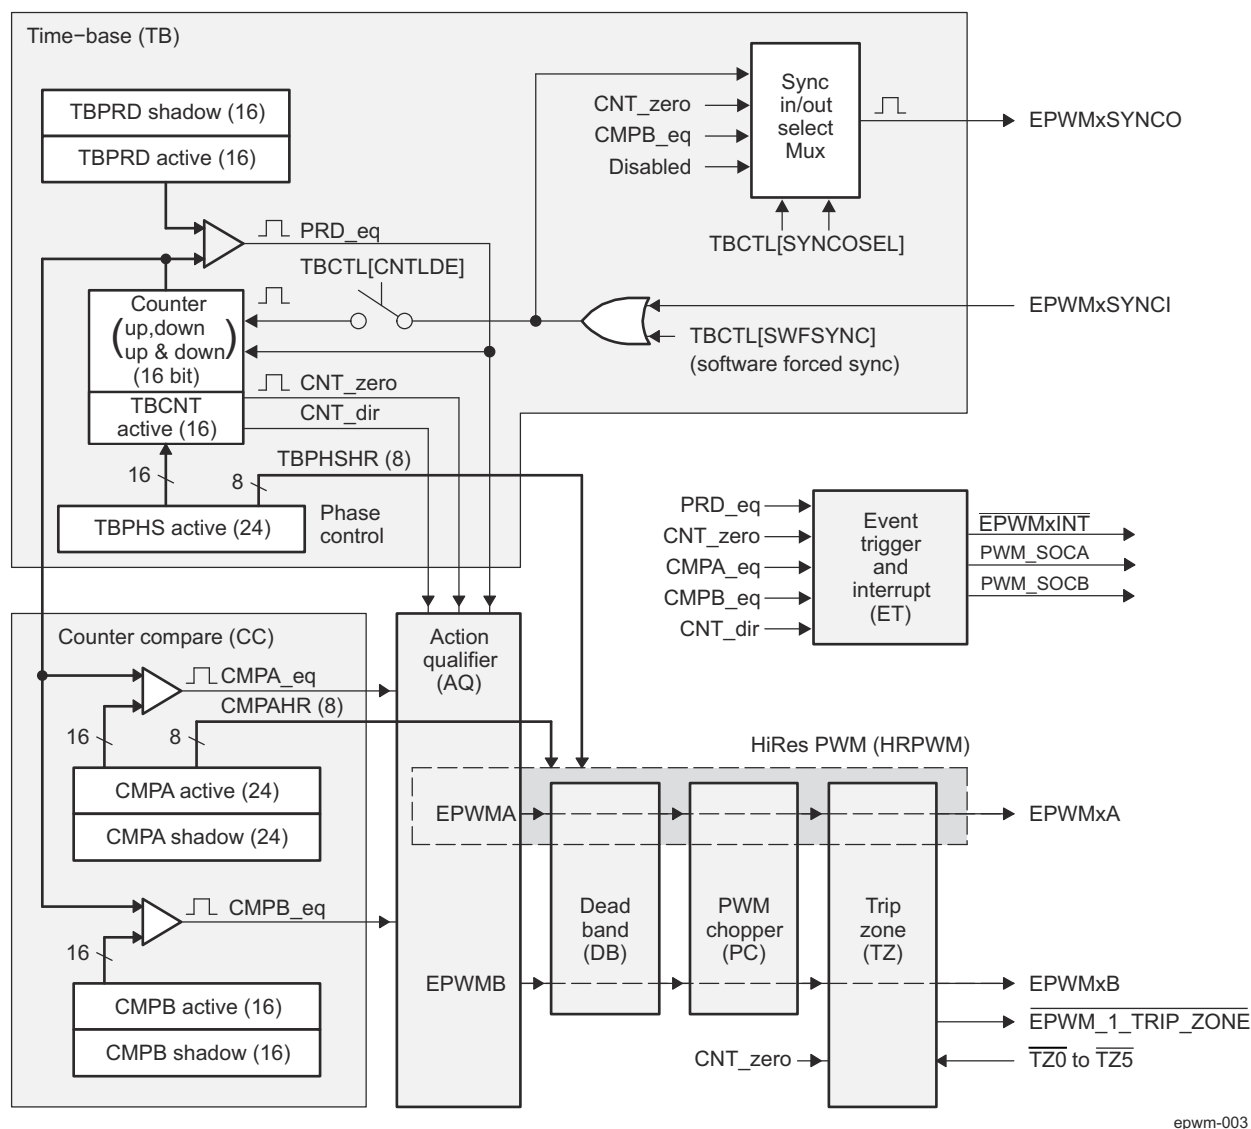 Time−base (TB)
TBPRD shadow (16)
TBPRD active (16)
PRD_eq
TBCTL[CNTLDE]
Counter
(up,down
up & down)
(16 bit)
CNT_zero
TBCNT
active (16)
CNT_dir
16
8
TBPHSHR (8)
TBPHS active (24)
Phase
control
CNT_zero
CMPB_eq
Disabled
Sync
in/out
select
Mux
EPWMxSYNCO
TBCTL[SYNCOSEL]
EPWMxSYNCI
TBCTL[SWFSYNC]
(software forced sync)
PRD_eq
CNT_zero
CMPA_eq
CMPB_eq
CNT_dir
Event
trigger
and
interrupt
(ET)
EPWMxINT
PWM_SOCA
PWM_SOCB
Counter compare (CC)
CMPA_eq
CMPAHR (8)
16
8
CMPA active (24)
CMPA shadow (24)
CMPB_eq
16
CMPB active (16)
CMPB shadow (16)
Action
qualifier
(AQ)
HiRes PWM (HRPWM)
EPWMA
EPWMxA
Dead
band
(DB)
PWM
chopper
(PC)
Trip
zone
(TZ)
EPWMB
EPWMxB
EPWM_1_TRIP_ZONE
CNT_zero
TZ0 to TZ5
epwm-003